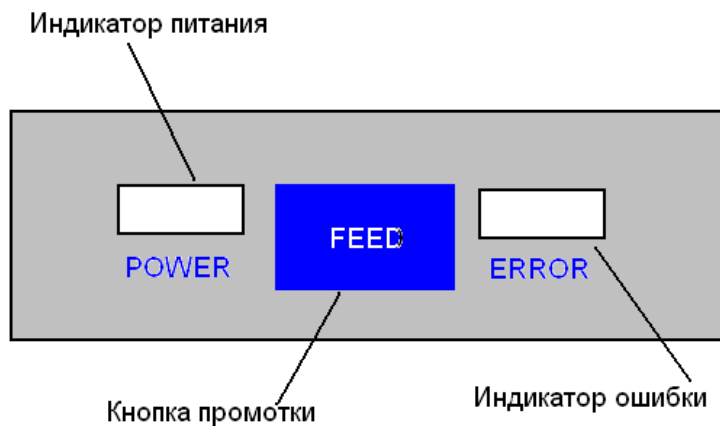 Индикатор питания
FEED
POWER
ERROR
Индикатор ошибки
Кнопка промотки